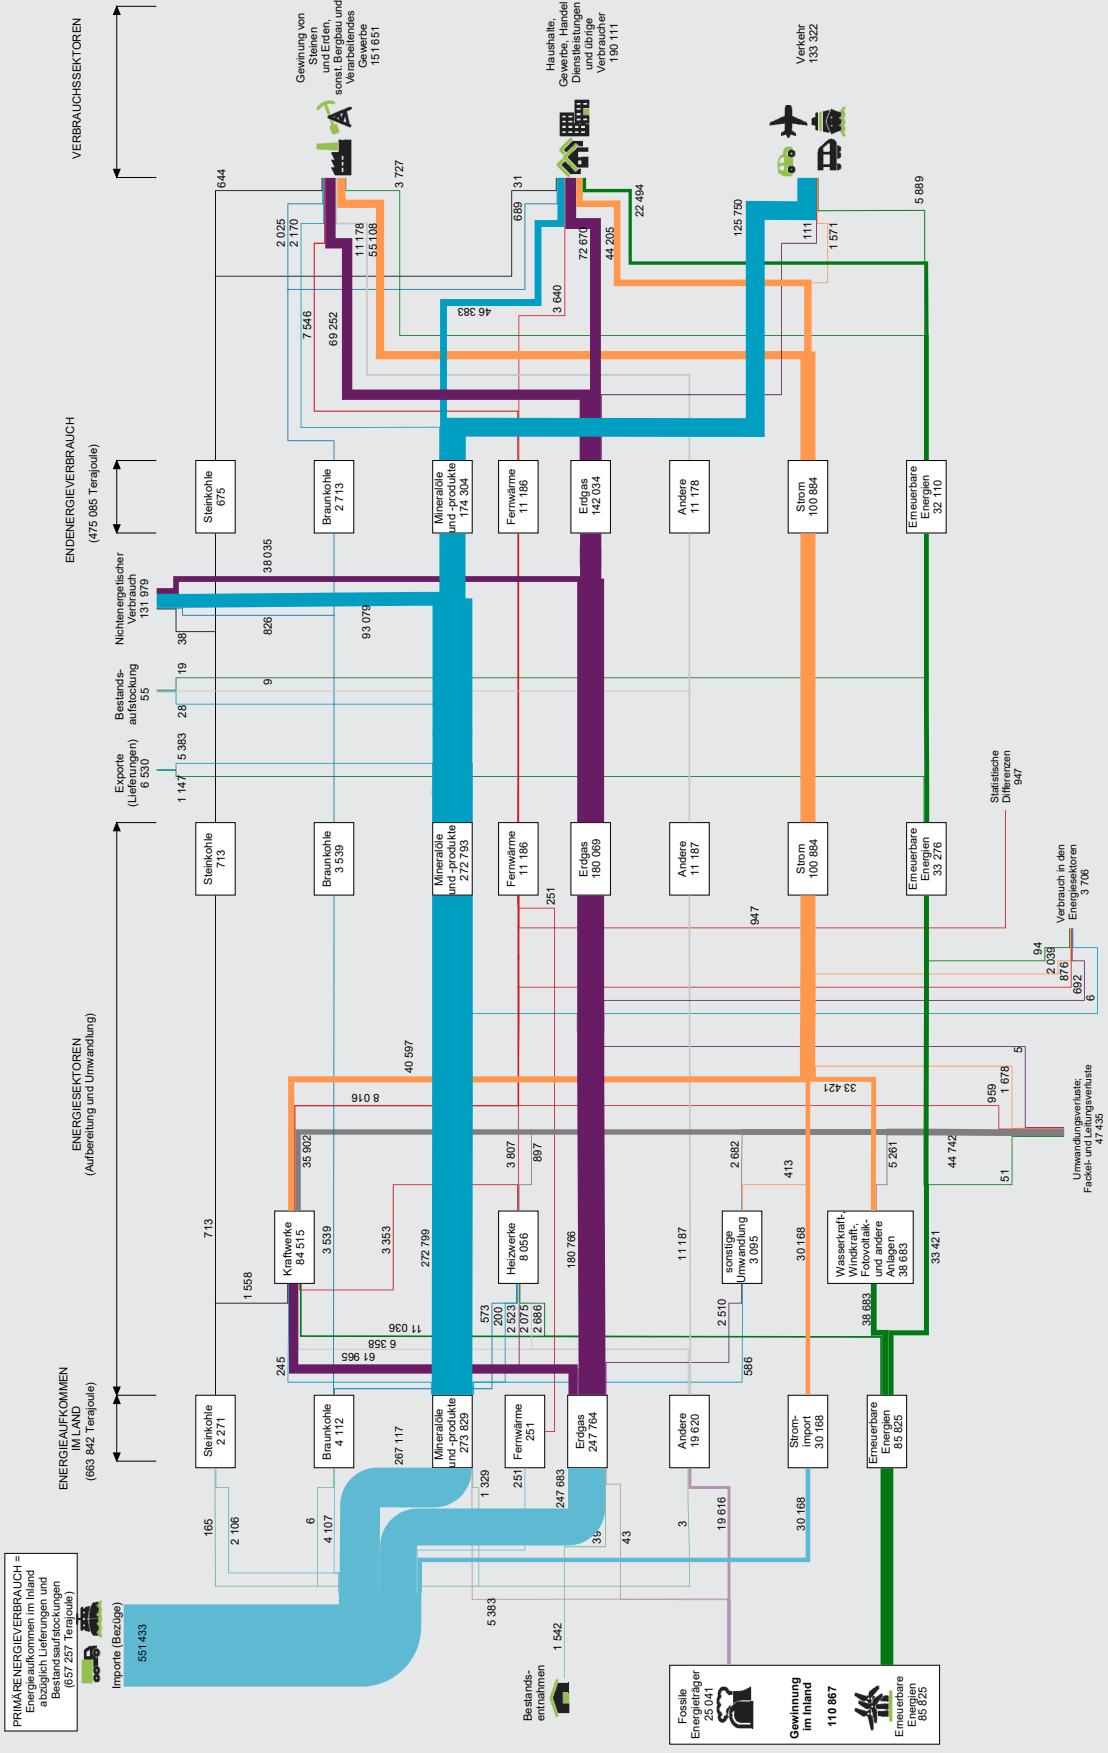 PRIMÄRENERGIEVERBRAUCH =
Energieaufkommen im Inland
abzüglich Lieferungen und
Bestandsaufstockungen
(657 257 Terajoule)
Importe (Bezüge)
551 433
Bestands-
entnahmen
Fossile
Energieträger
25 041
Gewinnung
im Inland
110 867
Erneuerbare
Energien
85 825
165
2 106
6
4 107
267 117
1 329
5 383
1 542
251
247 683
39
43
3
19 616
30 168
ENERGIEAUFKOMMEN
IM LAND
(663 842 Terajoule)
Steinkohle
2 271
Braunkohle
4 112
Mineralöle
und -produkte
273 829
Fernwärme
251
Erdgas
247 764
Andere
19 620
Strom-
import
30 168
Erneuerbare
Energien
85 825
ENERGIESEKTOREN
(Aufbereitung und Umwandlung)
1 558
245
61 965
6 358
11 036
573
200
2 523
2 075
2 686
2 510
586
38 683
Kraftwerke
84 515
Heizwerke
8 056
sonstige
Umwandlung
3 095
Wasserkraft-,
Windkraft-,
Fotovoltaik-
und andere
Anlagen
38 683
713
3 539
3 353
272 799
180 766
11 187
30 168
33 421
35 902
3 807
897
2 682
413
5 261
44 742
51
8 016
40 597
33 421
959
1 678
5
Umwandlungsverluste;
Fackel- und Leitungsverluste
47 435
251
947
94
2 039
876
692
6
Verbrauch in den
Energiesektoren
3 706
Statistische
Differenzen
947
Steinkohle
713
Braunkohle
3 539
Mineralöle
und -produkte
272 793
Fernwärme
11 186
Erdgas
180 069
Andere
11 187
Strom
100 884
Erneuerbare
Energien
33 276
Exporte
(Lieferungen)
6 530
1 147
5 383
Bestands-
aufstockung
55
28
19
9
Nichtenergetischer
Verbrauch
131 979
38
826
93 079
38 035
ENDENERGIEVERBRAUCH
(475 085 Terajoule)
Steinkohle
675
Braunkohle
2 713
Mineralöle
und -produkte
174 304
Fernwärme
11 186
Erdgas
142 034
Andere
11 178
Strom
100 884
Erneuerbare
Energien
32 110
644
2 025
2 170
7 546
69 252
11 178
55 108
3 727
31
689
46 383
3 640
72 670
44 205
22 494
125 750
111
1 571
5 889
VERBRAUCHSSEKTOREN
Gewinung von
Steinen
und Erden,
sonst. Bergbau und
Verarbeitendes
Gewerbe
151 651
Haushalte,
Gewerbe, Handel
Dienstleistungen
und übrige
Verbraucher
190 111
Verkehr
133 322